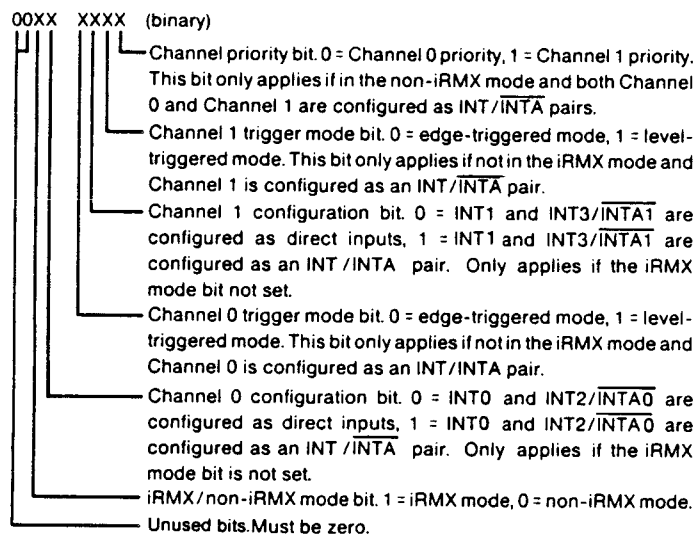 00XX XXXX (binary)
Channel priority bit. 0 = Channel 0 priority, 1 = Channel 1 priority.
This bit only applies if in the non-iRMX mode and both Channel
0 and Channel 1 are configured as INT/INTA pairs.
Channel 1 trigger mode bit. 0 = edge-triggered mode, 1 = level-
triggered mode. This bit only applies if not in the iRMX mode and
Channel 1 is configured as an INT/INTA pair.
Channel 1 configuration bit. 0 = INT1 and INT3/INTA1 are
configured as direct inputs, 1 = INT1 and INT3/INTA1 are
configured as an INT /INTA pair. Only applies if the iRMX
mode bit not set.
Channel 0 trigger mode bit. 0 = edge-triggered mode, 1 = level-
triggered mode. This bit only applies if not in the iRMX mode and
Channel 0 is configured as an INT/INTA pair.
Channel 0 configuration bit. 0 = INT0 and INT2/INTA0 are
configured as direct inputs, 1 = INT0 and INT2/INTA0 are
configured as an INT /INTA pair. Only applies if the iRMX
mode bit is not set.
iRMX/non-iRMX mode bit. 1 = iRMX mode, 0 = non-iRMX mode.
Unused bits. Must be zero.